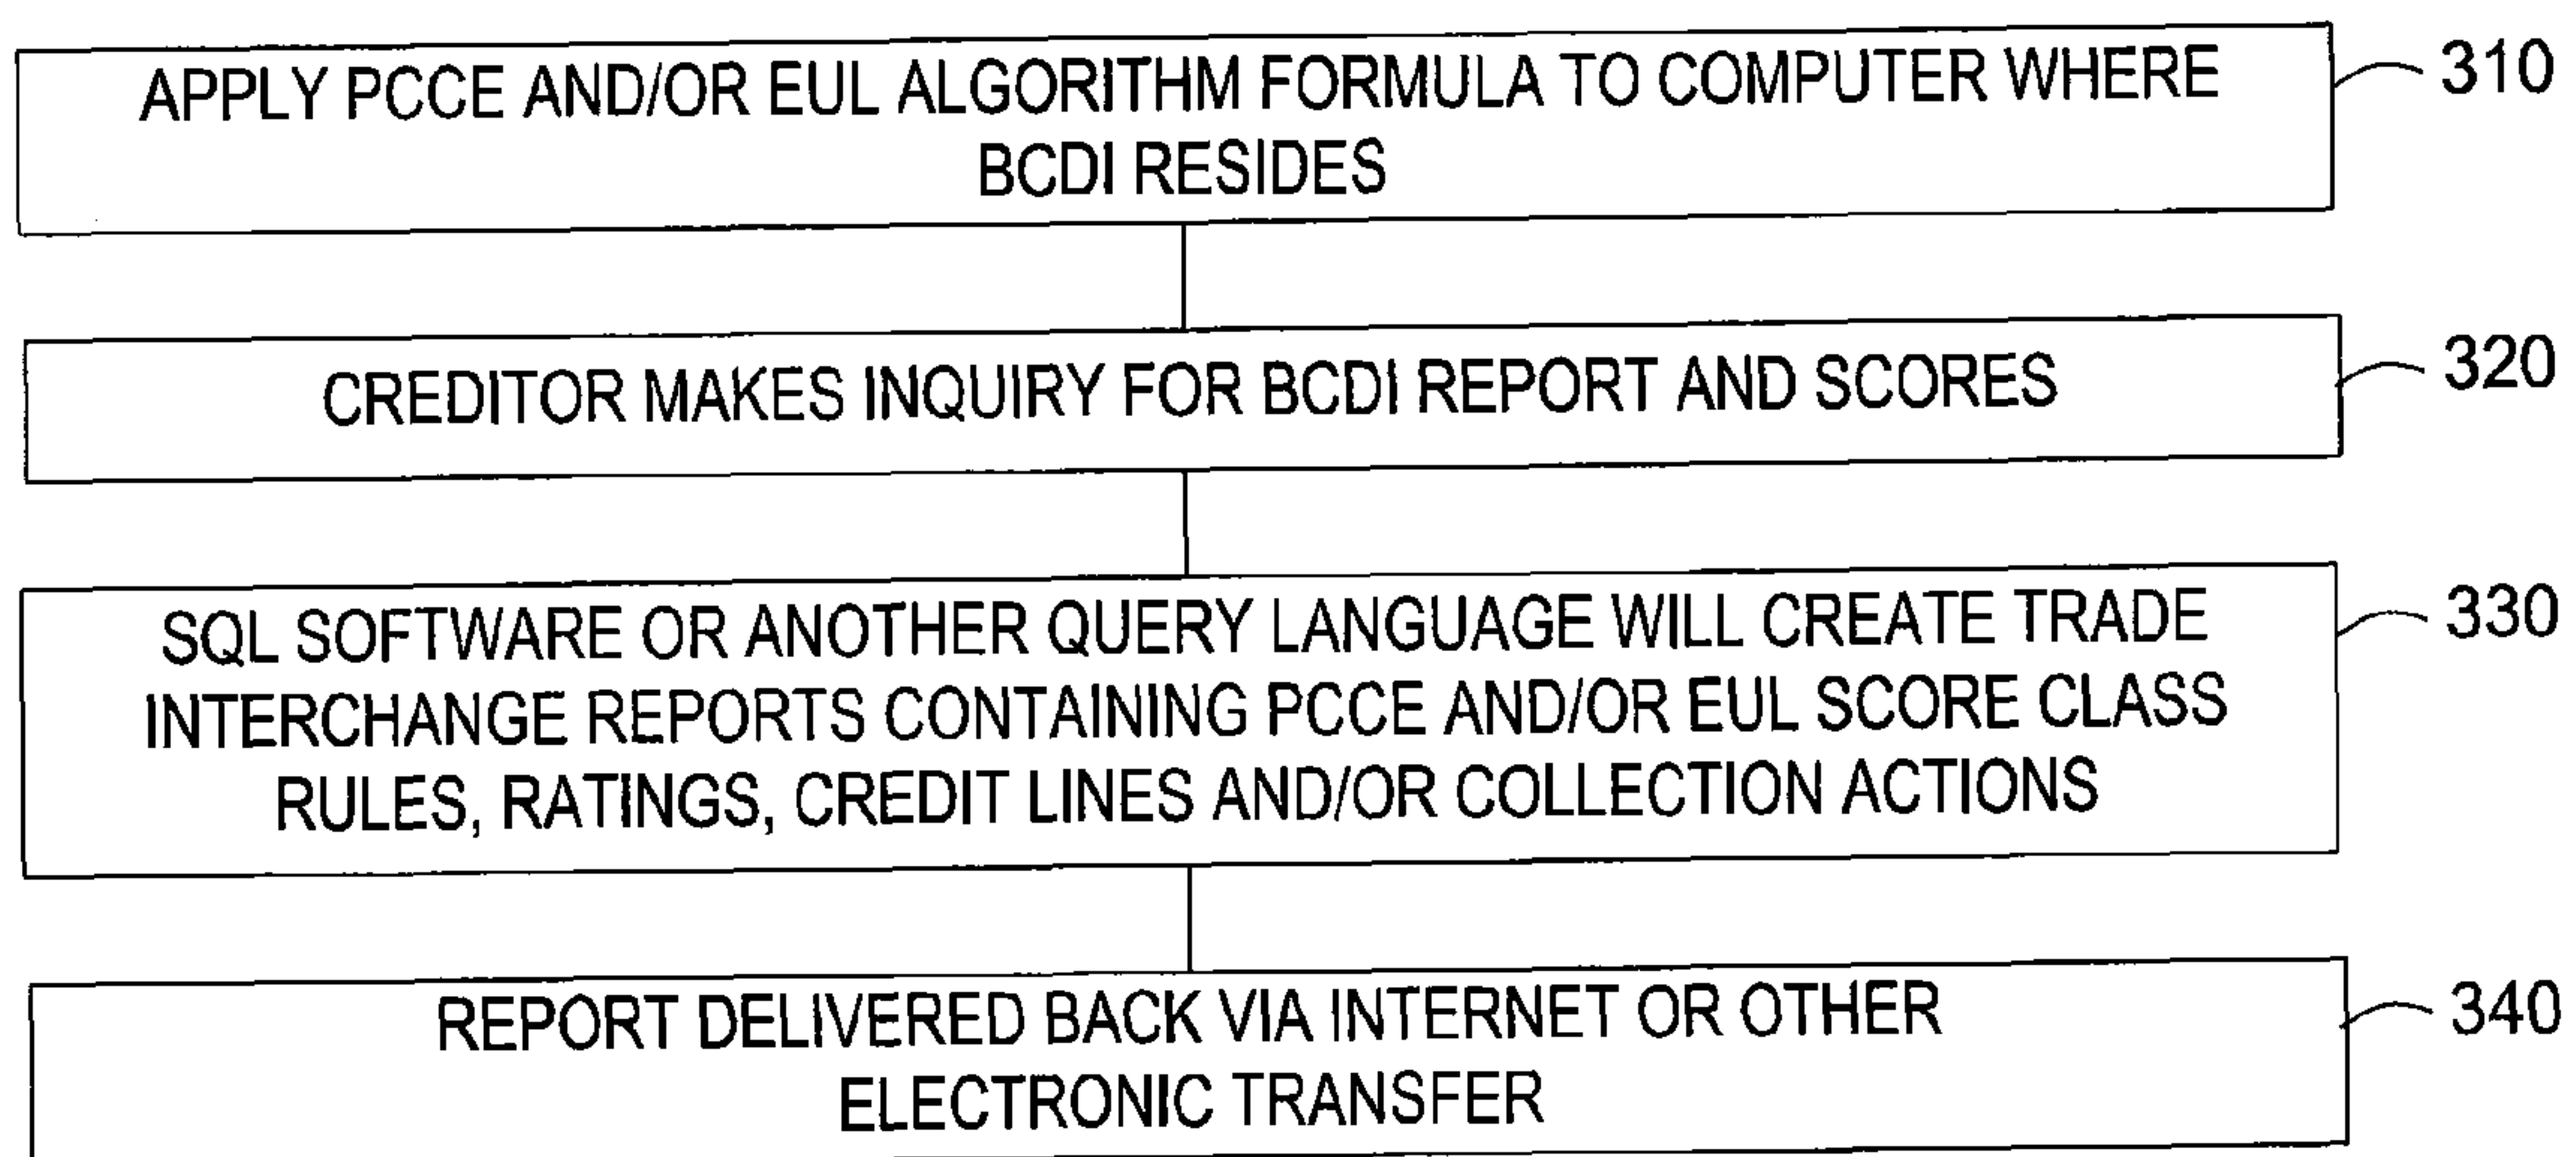 APPLY PCCE AND/OR EUL ALGORITHM FORMULA TO COMPUTER WHERE
BCDI RESIDES
310
CREDITOR MAKES INQUIRY FOR BCDI REPORT AND SCORES
320
SQL SOFTWARE OR ANOTHER QUERY LANGUAGE WILL CREATE TRADE
INTERCHANGE REPORTS CONTAINING PCCE AND/OR EUL SCORE CLASS
RULES, RATINGS, CREDIT LINES AND/OR COLLECTION ACTIONS
330
REPORT DELIVERED BACK VIA INTERNET OR OTHER
ELECTRONIC TRANSFER
340